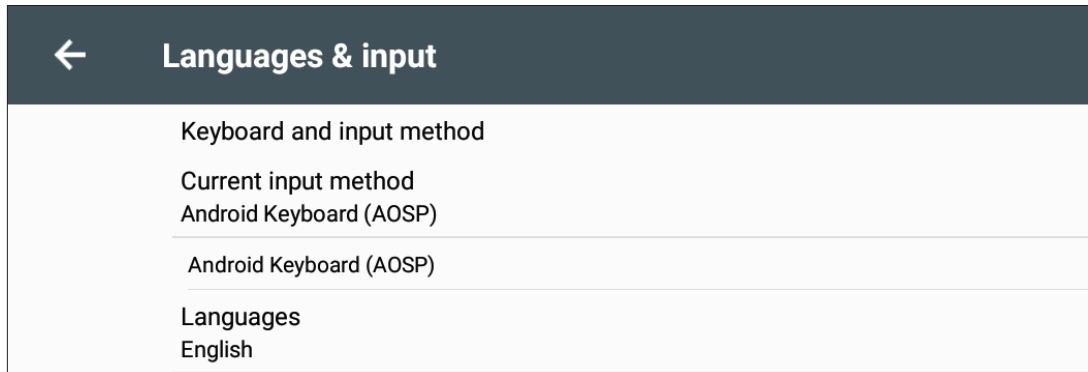 Languages & input
Keyboard and input method
Current input method
Android Keyboard (AOSP)
Android Keyboard (AOSP)
Languages
English